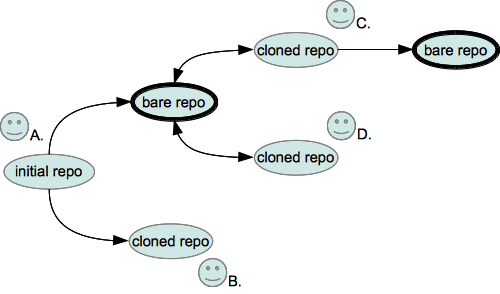 C.
cloned repo
bare repo
bare repo
A.
D.
cloned repo
initial repo
cloned repo
B.